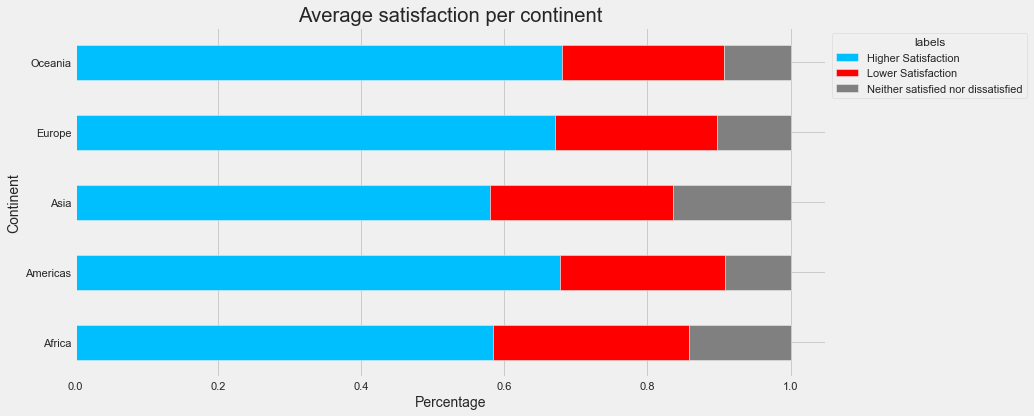 Average satisfaction per continent
labels
Higher Satisfaction
Lower Satisfaction
Neither satisfied nor dissatisfied
Continent
Oceania
Europe
Asia
Americas
Africa
0.0 0.2 0.4 0.6 0.8 1.0
Percentage